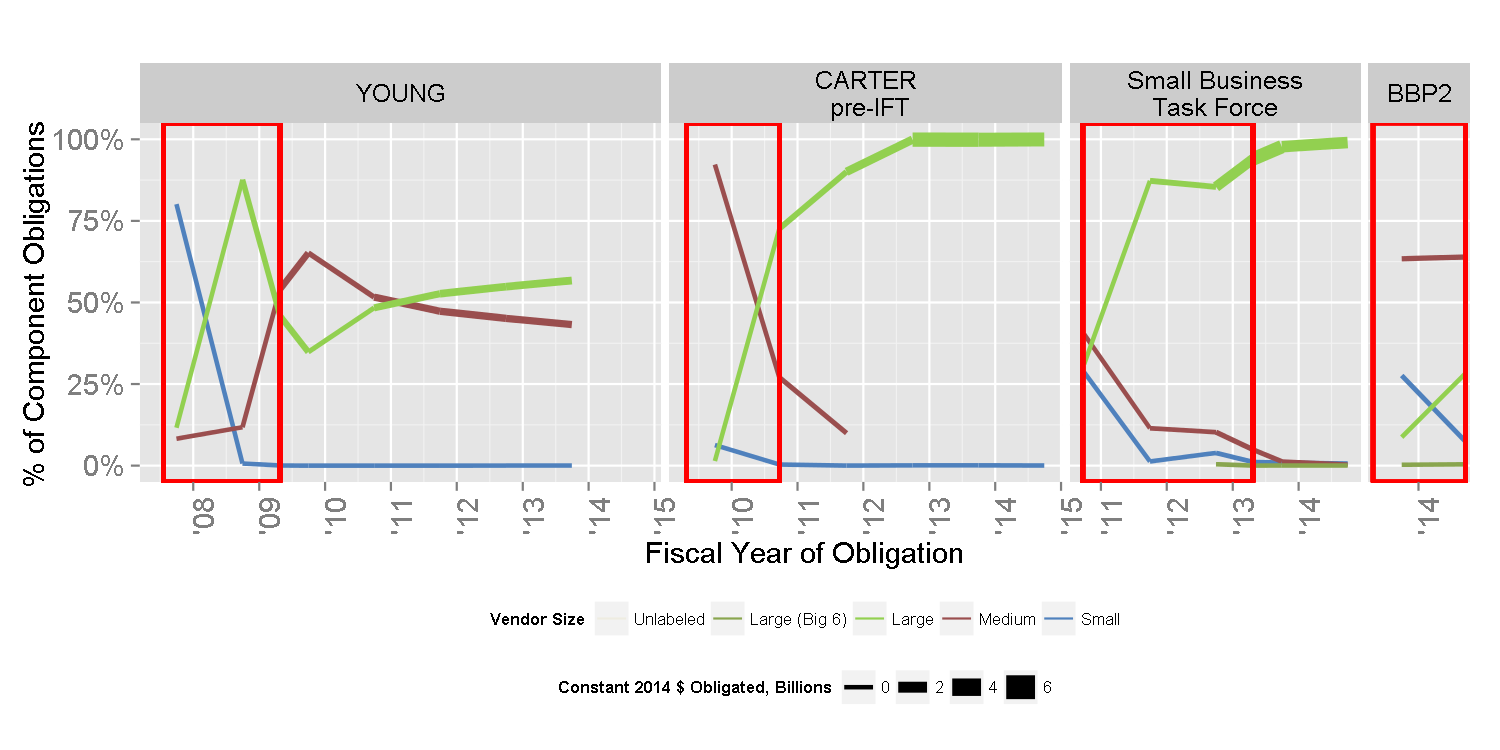 YOUNG
CARTER
pre-IFT
Small Business
Task Force
BBP2
% of Component Obligations
100%
75%
50%
25%
0%
'08 '09 '10 '11 '12 '13 '14 '15
'10 '11 '12 '13 '14 '15
'11 '12 '13 '14
'14
Fiscal Year of Obligation
Vendor Size Unlabeled Large (Big 6) Large Medium Small
Constant 2014 $ Obligated, Billions 0 2 4 6